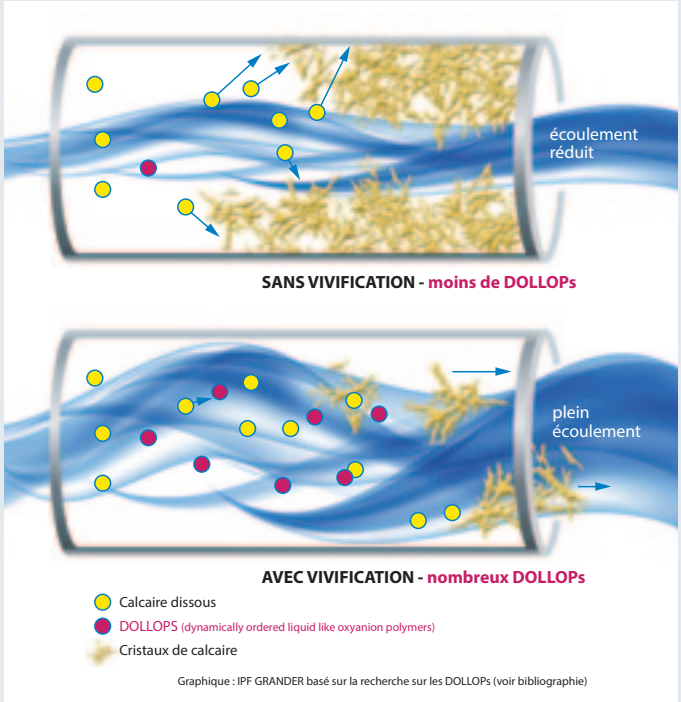 écoulement
réduit
SANS VIVIFICATION - moins de DOLLOPs
plein
écoulement
AVEC VIVIFICATION - nombreux DOLLOPs
Calcaire dissous
DOLLOPS (dynamically ordered liquid like oxyanion polymers)
Cristaux de calcaire
Graphique : IPF GRANDER basé sur la recherche sur les DOLLOPs (voir bibliographie)